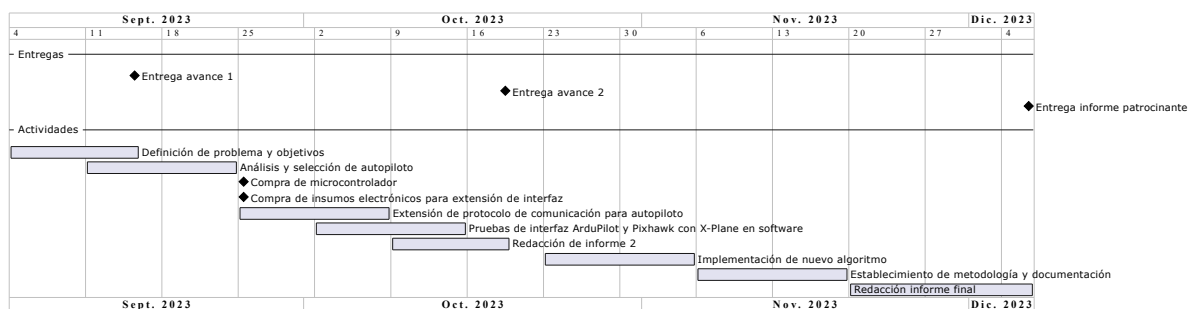 Sept. 2023 Oct. 2023 Nov. 2023 Dic. 2023
4 11 18 25 2 9 16 23 30 6 13 20 27 4
Entregas
Entrega avance 1
Entrega avance 2
Entrega informe patrocinante
Actividades
Definición de problema y objetivos
Análisis y selección de autopiloto
Compra de microcontrolador
Compra de insumos electrónicos para extensión de interfaz
Extensión de protocolo de comunicación para autopiloto
Pruebas de interfaz ArduPilot y Pixhawk con X-Plane en software
Redacción de informe 2
Implementación de nuevo algoritmo
Establecimiento de metodología y documentación
Redacción informe final
Sept. 2023 Oct. 2023 Nov. 2023 Dic. 2023